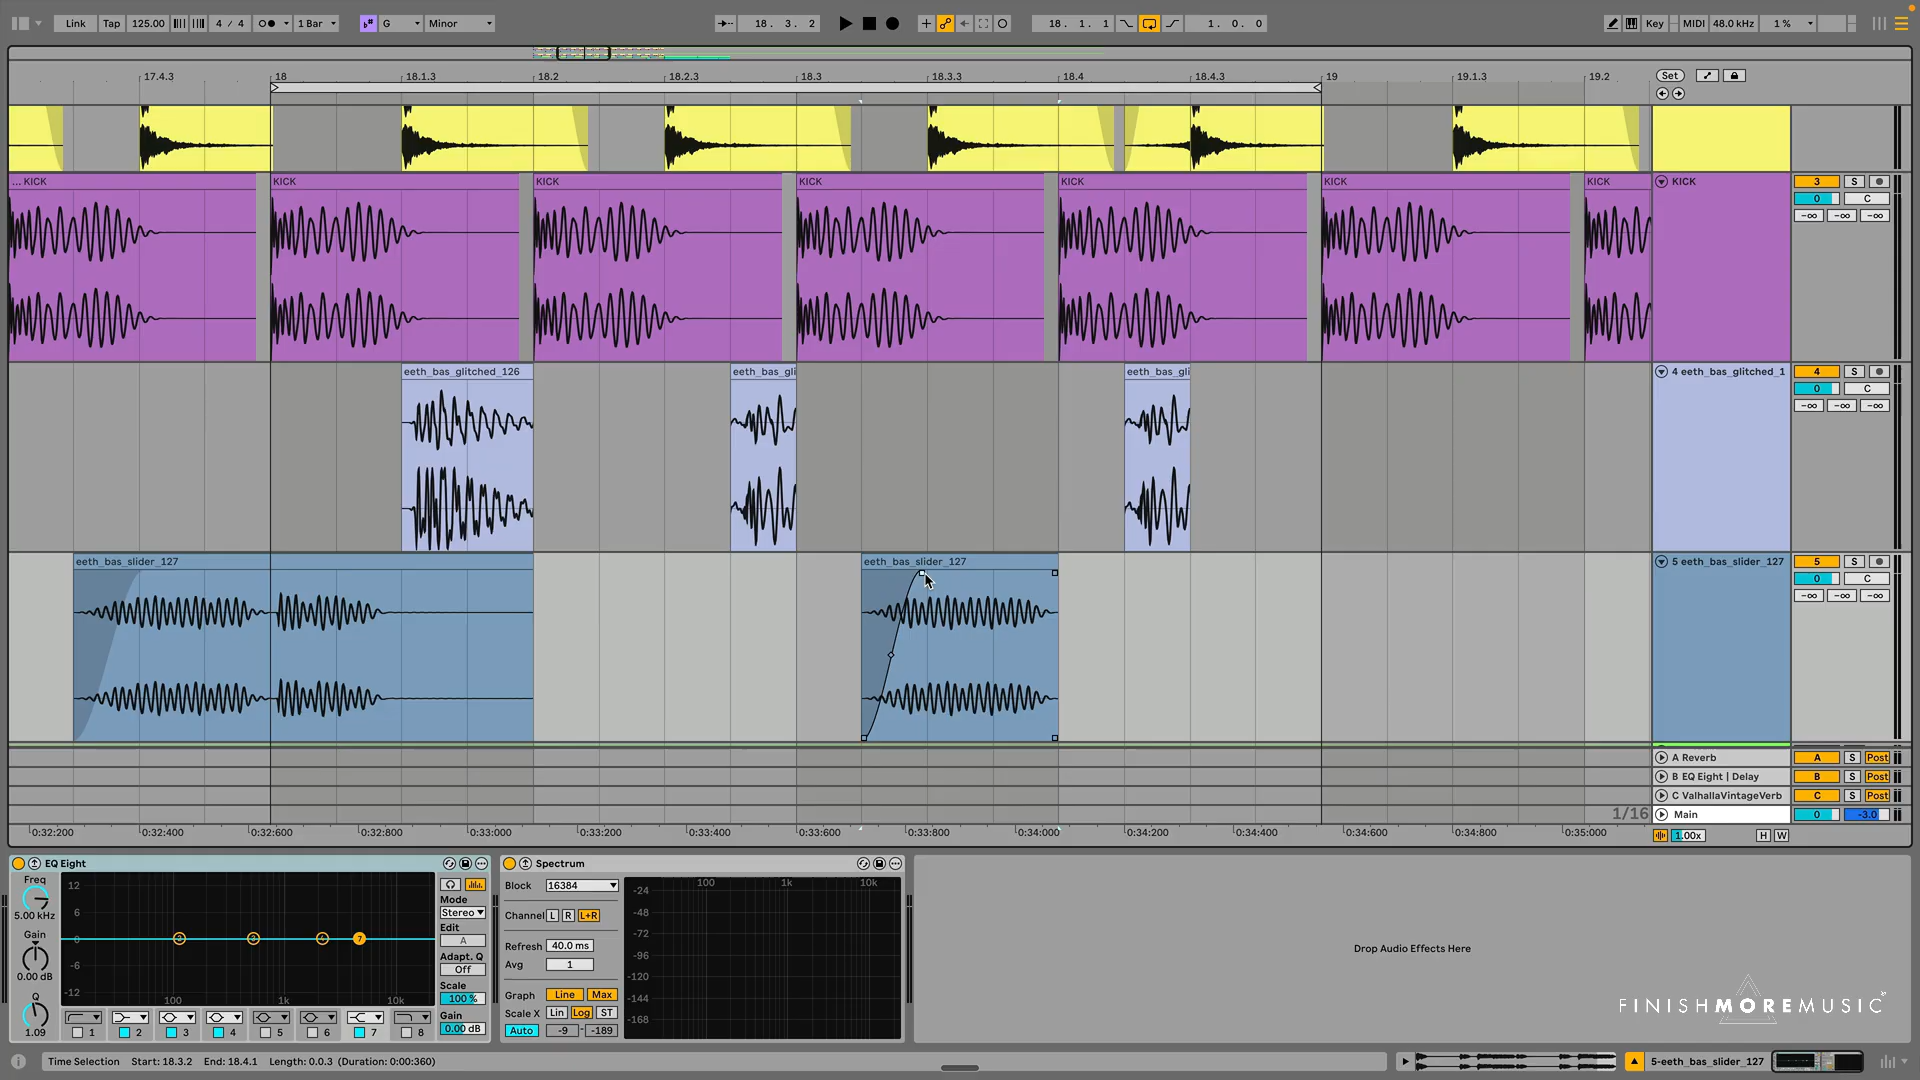 Link Tap 125.00 4 / 4 1 Bar G Minor 18. 3. 2 18. 1. 1 1. 0. 0 Key MIDI 48.0 kHz 1 %
17.4.3 18 18.1.3 18.2 18.2.3 18.3 18.3.3 18.4 18.4.3 19 19.1.3 19.2 Set
... KICK KICK KICK KICK KICK KICK KICK KICK 3 S
0 C
-∞ -∞ -∞
eeth_bas_glitched_126 eeth_bas_gli eeth_bas_gli 4 eeth_bas_glitched_1 4 S
0 C
-∞ -∞ -∞
eeth_bas_slider_127 eeth_bas_slider_127 5 eeth_bas_slider_127 5 S
0 C
-∞ -∞ -∞
A Reverb A S Post
B EQ Eight | Delay B S Post
C ValhallaVintageVerb C S Post
1/16 Main 0 -3.0
0:32:200 0:32:400 0:32:600 0:32:800 0:33:000 0:33:200 0:33:400 0:33:600 0:33:800 0:34:000 0:34:200 0:34:400 0:34:600 0:34:800 0:35:000 1.00x H W
EQ Eight Spectrum
Freq
5.00 kHz
Gain
0.00 dB
Q
1.09
12
6
0
-6
-12
100 1k 10k
2 3 4 7
1 2 3 4 5 6 7 8
Mode
Stereo
Edit
A
Adapt. Q
Off
Scale
100 %
Gain
0.00 dB
Block 16384
Channel L R L+R
Refresh 40.0 ms
Avg 1
Graph Line Max
Scale X Lin Log ST
Auto -9 - -189
100 1k 10k
-24
-48
-72
-96
-120
-144
-168
Drop Audio Effects Here
FINISHMOREMUSIC
Time Selection Start: 18.3.2 End: 18.4.1 Length: 0.0.3 (Duration: 0:00:360) 5-eeth_bas_slider_127